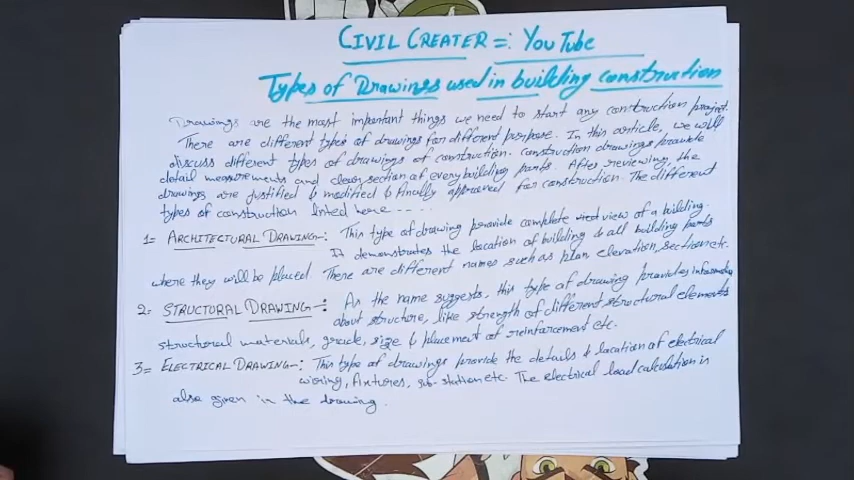 CIVIL CREATER =: YouTube
Types of Drawings used in building construction
Drawings are the most important things we need to start any construction project.
There are different types of drawings for different purpose. In this article, we will
discuss different types of drawings of construction. Construction drawings provide
detail measurements and clear section of every building parts. After reviewing, the
drawings are justified & modified & finally approved for construction. The different
types of construction listed here ....
1= ARCHITECTURAL DRAWING-: This type of drawing provide complete view of a building.
It demonstrates the location of building & all building parts
where they will be placed There are different names such as plan elevation, section etc.
2= STRUCTURAL DRAWING-: As the name suggests, this type of drawing provides information
about structure, like strength of different structural elements
structural materials, grade, size & placement of reinforcement etc.
3= ELECTRICAL DRAWING-: This type of drawings provide the details & location of electrical
wiring, fixtures, sub-station etc. The electrical load calculation is
also given in the drawing.